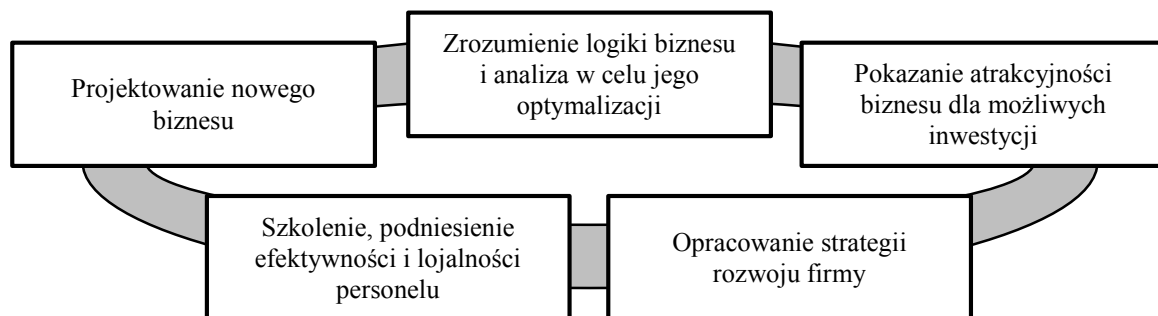 Projektowanie nowego
biznesu
Zrozumienie logiki biznesu
i analiza w celu jego
optymalizacji
Pokazanie atrakcyjności
biznesu dla możliwych
inwestycji
Szkolenie, podniesienie
efektywności i lojalności
personelu
Opracowanie strategii
rozwoju firmy